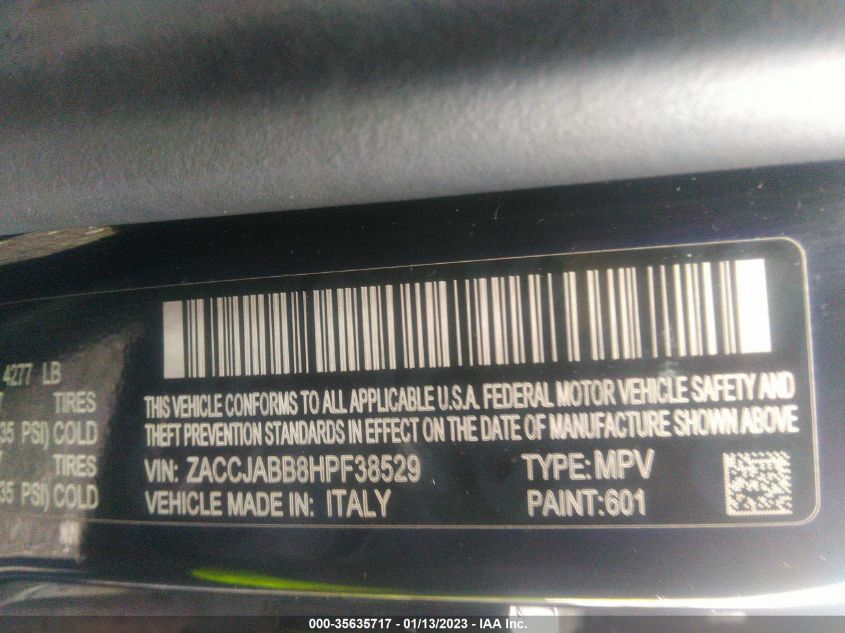 4277 LB
TIRES
35 PSI) COLD
TIRES
35 PSI) COLD
THIS VEHICLE CONFORMS TO ALL APPLICABLE U.S.A. FEDERAL MOTOR VEHICLE SAFETY AND
THEFT PREVENTION STANDARDS IN EFFECT ON THE DATE OF MANUFACTURE SHOWN ABOVE
VIN: ZACCJABB8HPF38529 TYPE: MPV
VEHICLE MADE IN: ITALY PAINT:601
000-35635717 - 01/13/2023 - IAA Inc.